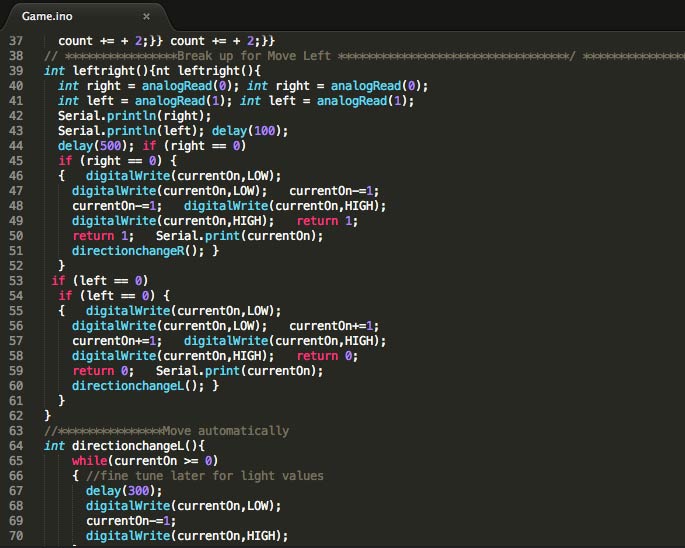 Game.ino ×
37 count += + 2;}} count += + 2;}}
38 // ****************Break up for Move Left *********************************/ ***************
39 int leftright(){nt leftright(){
40 int right = analogRead(0); int right = analogRead(0);
41 int left = analogRead(1); int left = analogRead(1);
42 Serial.println(right);
43 Serial.println(left); delay(100);
44 delay(500); if (right == 0)
45 if (right == 0) {
46 { digitalWrite(currentOn,LOW);
47 digitalWrite(currentOn,LOW); currentOn-=1;
48 currentOn-=1; digitalWrite(currentOn,HIGH);
49 digitalWrite(currentOn,HIGH); return 1;
50 return 1; Serial.print(currentOn);
51 directionchangeR(); }
52 }
53 if (left == 0)
54 if (left == 0) {
55 { digitalWrite(currentOn,LOW);
56 digitalWrite(currentOn,LOW); currentOn+=1;
57 currentOn+=1; digitalWrite(currentOn,HIGH);
58 digitalWrite(currentOn,HIGH); return 0;
59 return 0; Serial.print(currentOn);
60 directionchangeL(); }
61 }
62 }
63 //***************Move automatically
64 int directionchangeL(){
65 while(currentOn >= 0)
66 { //fine tune later for light values
67 delay(300);
68 digitalWrite(currentOn,LOW);
69 currentOn-=1;
70 digitalWrite(currentOn,HIGH);